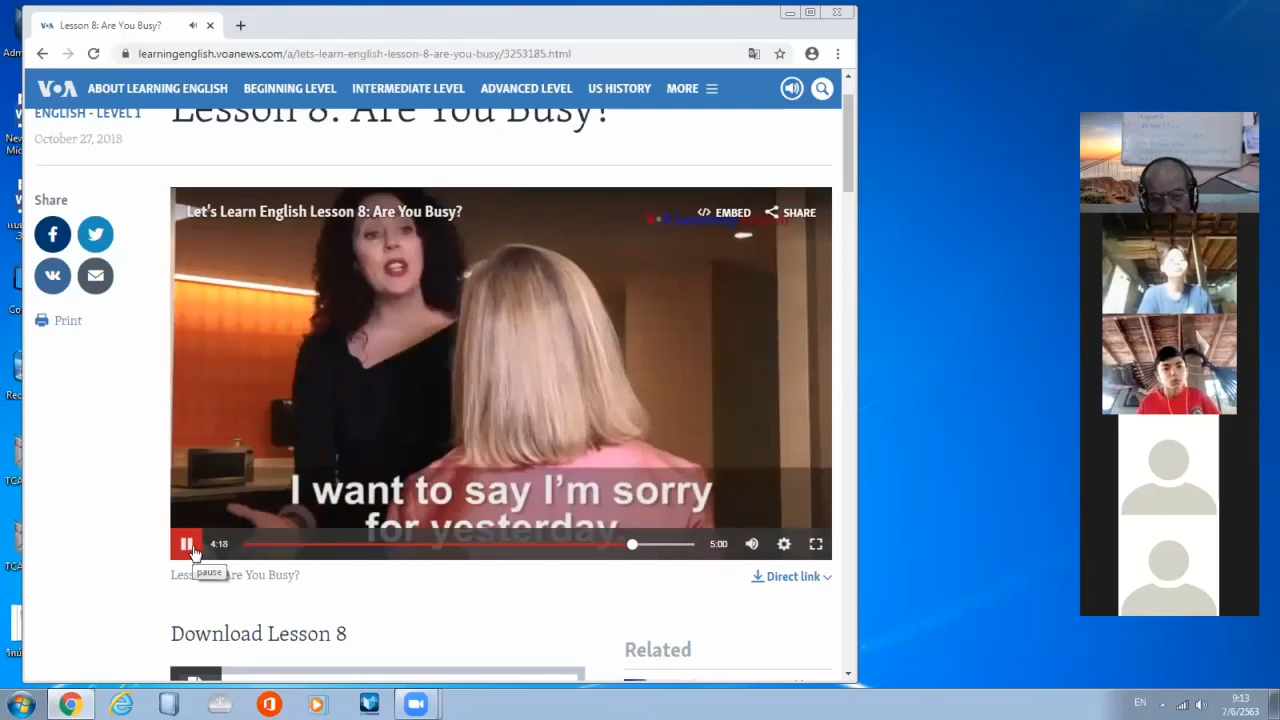 Lesson 8: Are You Busy?
learningenglish.voanews.com/a/lets-learn-english-lesson-8-are-you-busy/3253185.html
VOA ABOUT LEARNING ENGLISH BEGINNING LEVEL INTERMEDIATE LEVEL ADVANCED LEVEL US HISTORY MORE
ENGLISH - LEVEL 1
Lesson 8: Are You Busy?
October 27, 2018
Share
Print
Let's Learn English Lesson 8: Are You Busy?
EMBED SHARE
I want to say I'm sorry
for yesterday.
4:18
5:00
pause
Are You Busy?
Direct link
Download Lesson 8
Related
EN
9:13
7/6/2563